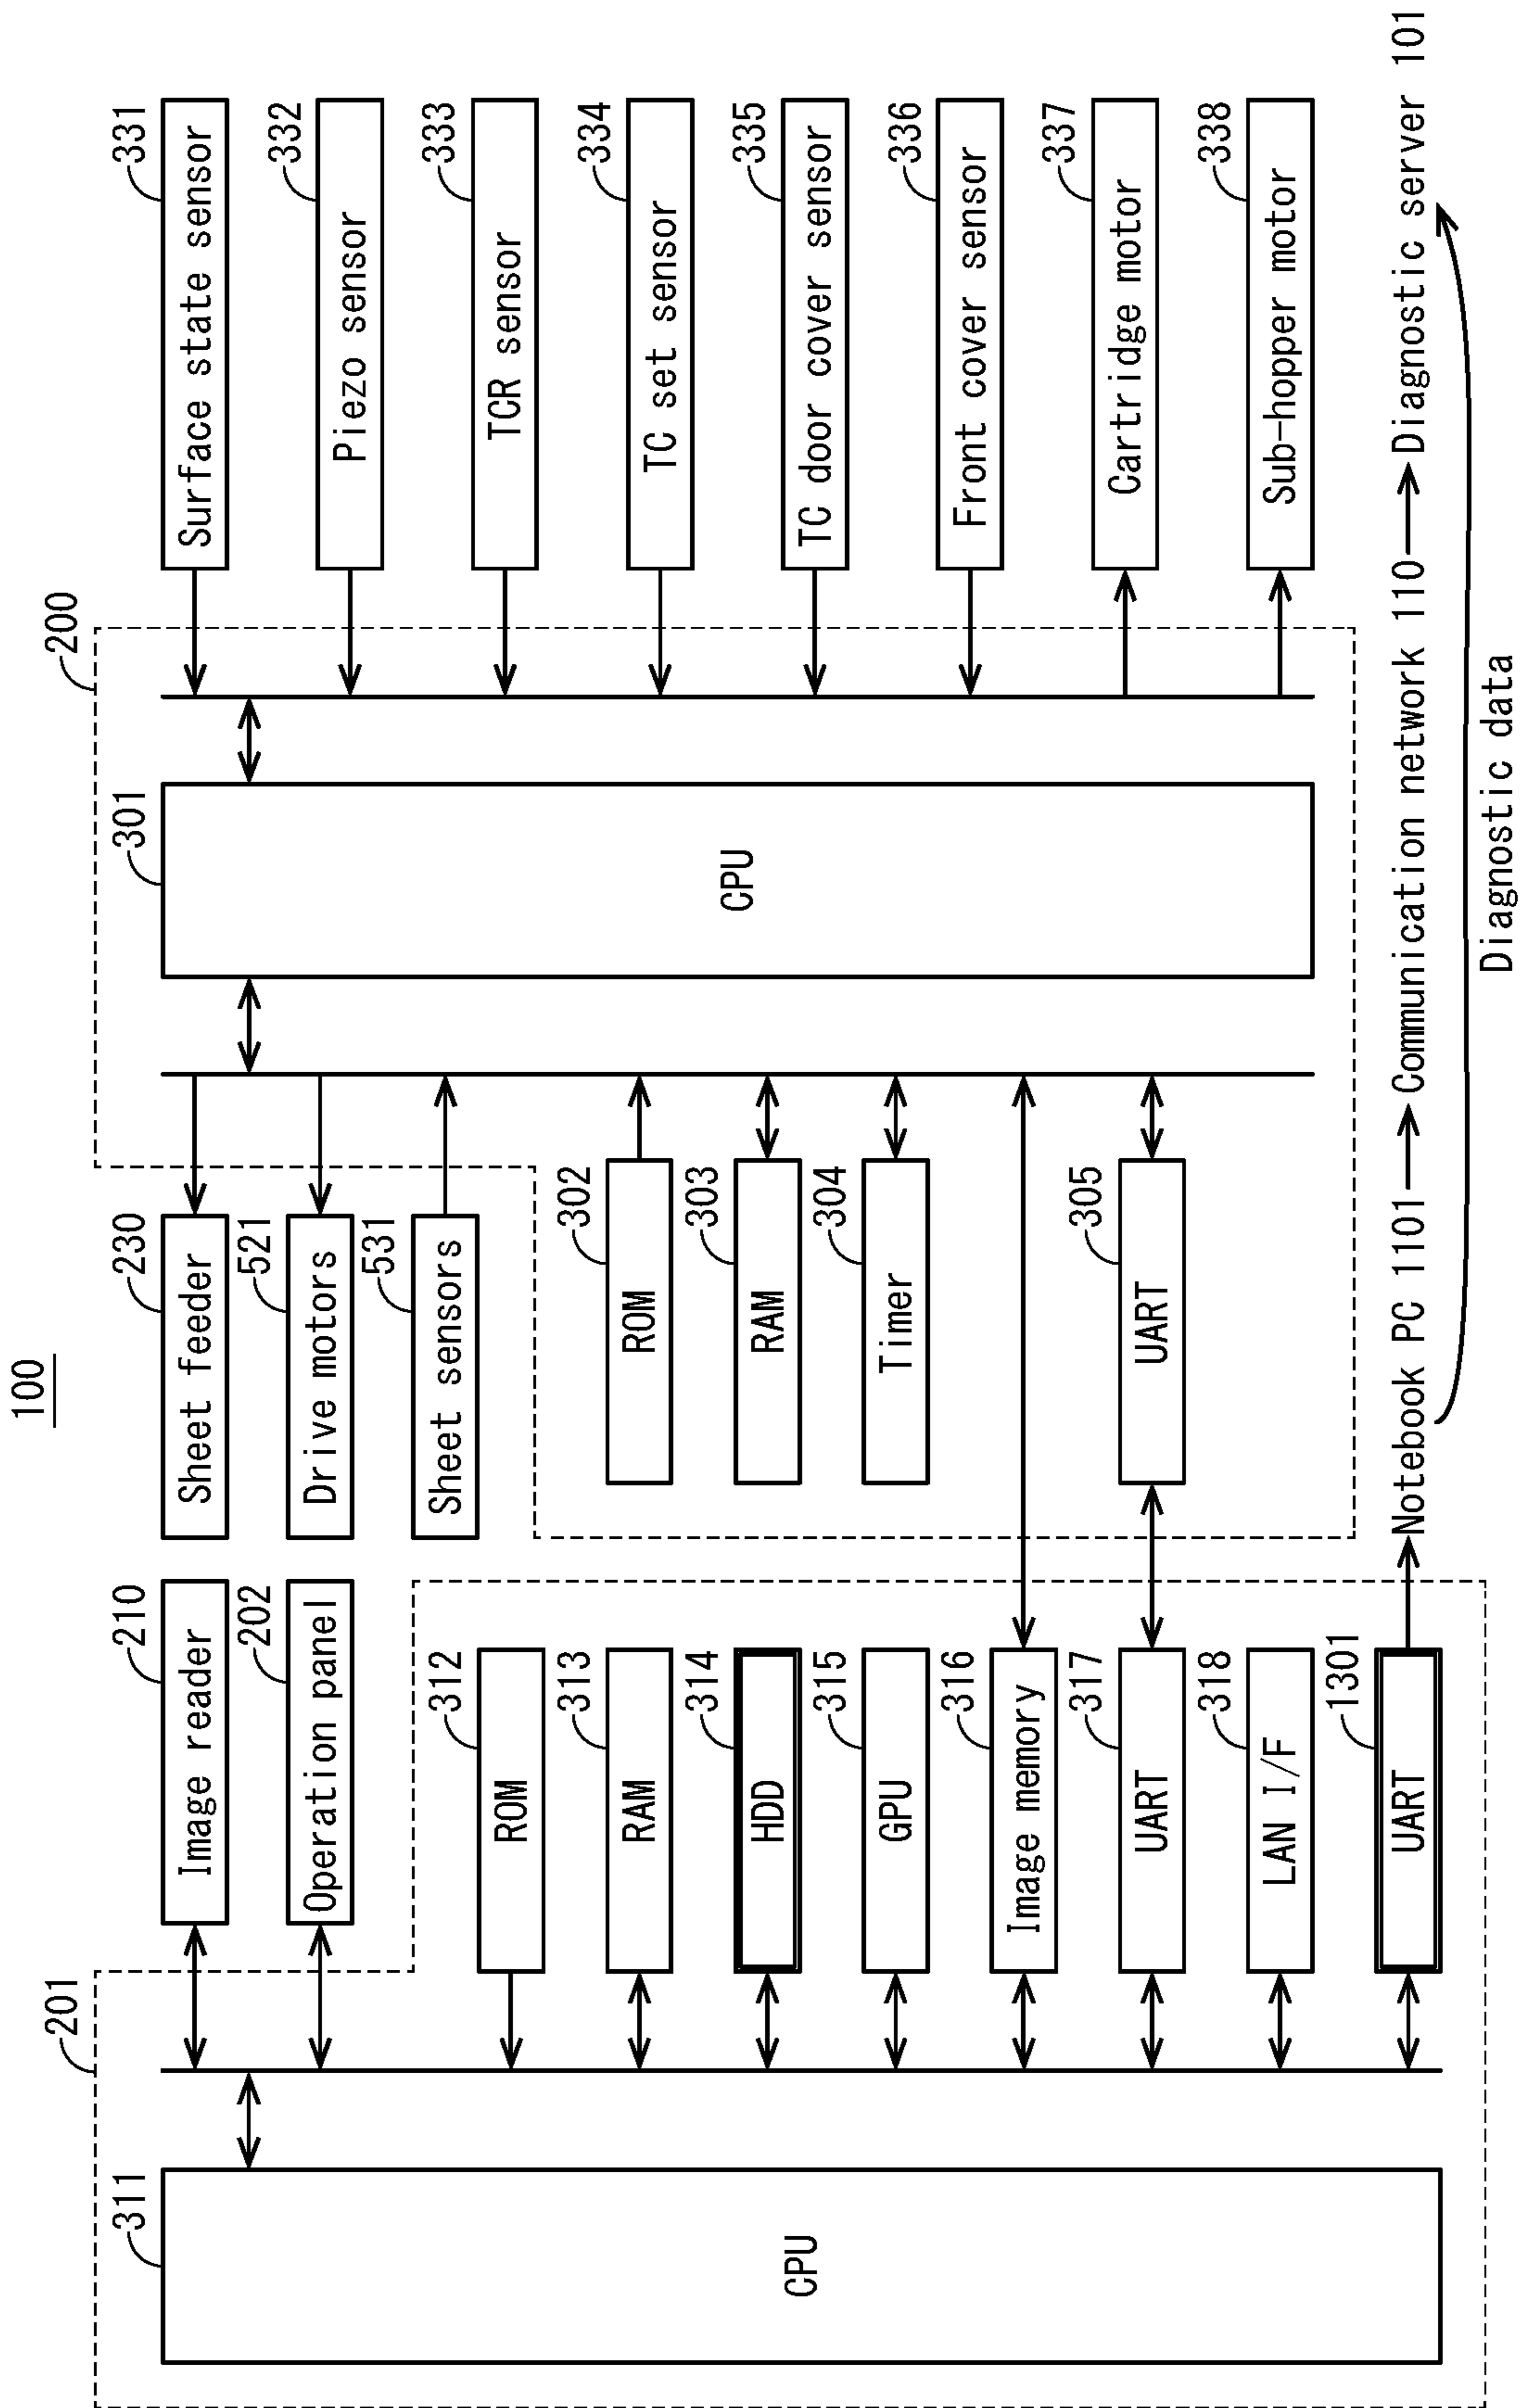 100
201
311
CPU
210
Image reader
202
Operation panel
312
ROM
313
RAM
314
HDD
315
GPU
316
Image memory
317
UART
318
LAN I/F
1301
UART
230
Sheet feeder
521
Drive motors
531
Sheet sensors
302
ROM
303
RAM
304
Timer
305
UART
200
301
CPU
331
Surface state sensor
332
Piezo sensor
333
TCR sensor
334
TC set sensor
335
TC door cover sensor
336
Front cover sensor
337
Cartridge motor
338
Sub-hopper motor
Notebook PC 1101 → Communication network 110 → Diagnostic server 101
Diagnostic data